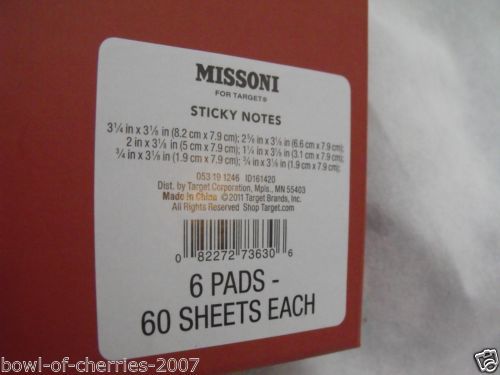 MISSONI
FOR TARGET®
STICKY NOTES
3¼ in x 3⅛ in (8.2 cm x 7.9 cm); 2⅝ in x 3⅛ in (6.6 cm x 7.9 cm);
2 in x 3⅛ in (5 cm x 7.9 cm); 1¼ in x 3⅛ in (3.1 cm x 7.9 cm);
¾ in x 3⅛ in (1.9 cm x 7.9 cm); ¾ in x 3⅛ in (1.9 cm x 7.9 cm);
053 19 1246 ID161420
Dist. by Target Corporation, Mpls., MN 55403
Made in China ©2011 Target Brands, Inc.
All Rights Reserved Shop Target.com
0 82272 73630 6
6 PADS -
60 SHEETS EACH
bowl-of-cherries-2007